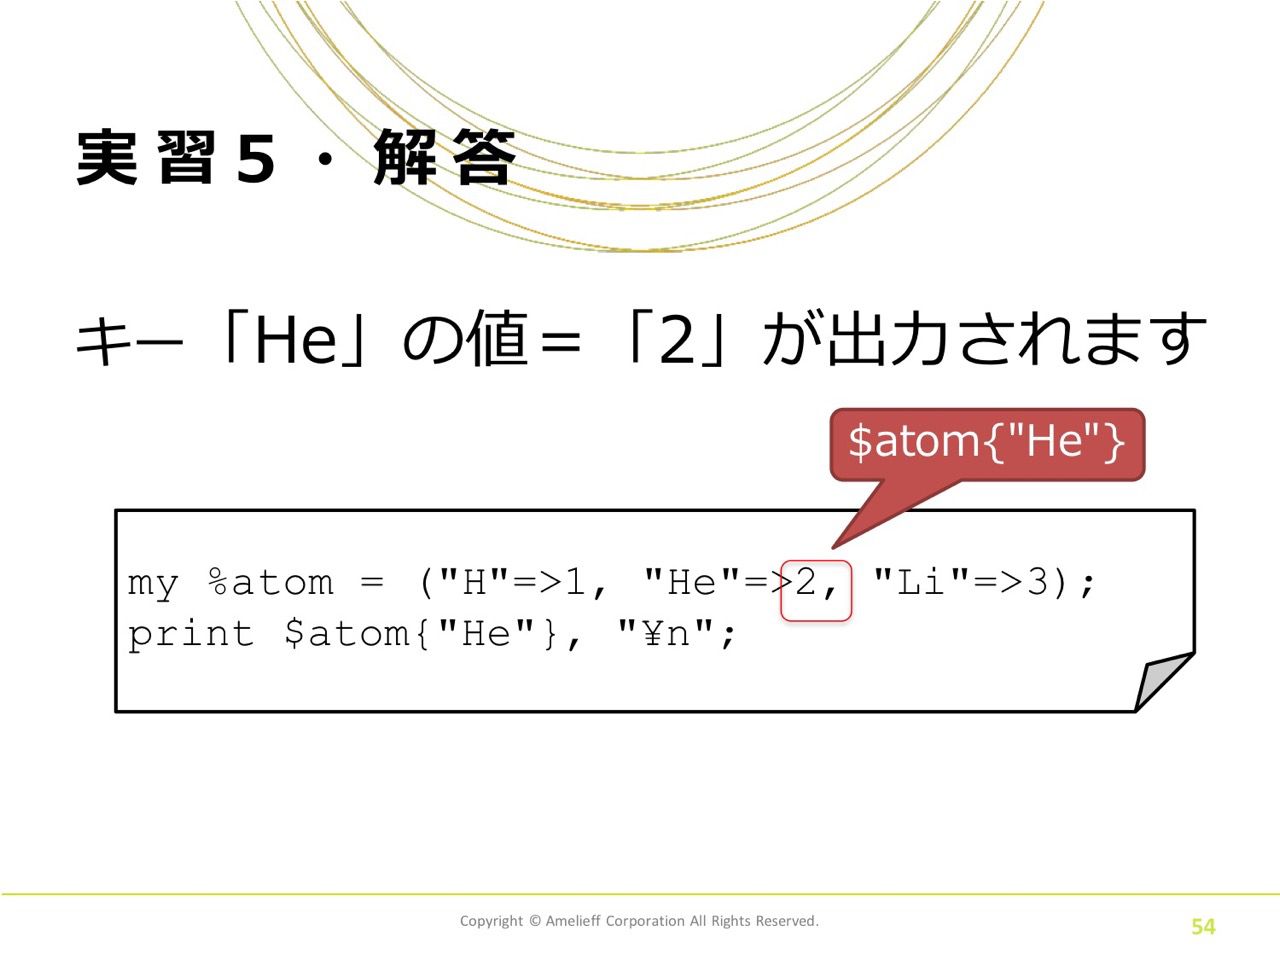 実習5・解答
キー「He」の値＝「2」が出力されます
$atom{"He"}
my %atom = ("H"=>1, "He"=>2, "Li"=>3);
print $atom{"He"}, "¥n";
Copyright © Amelieff Corporation All Rights Reserved.
54